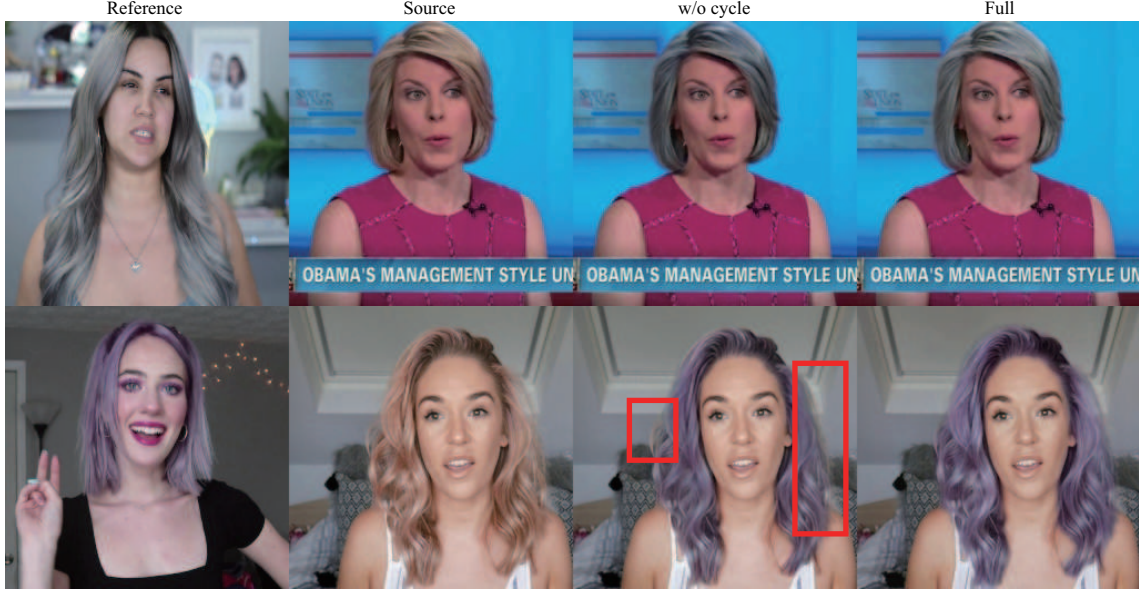 Reference Source w/o cycle Full
OBAMA'S MANAGEMENT STYLE UN OBAMA'S MANAGEMENT STYLE UN OBAMA'S MANAGEMENT STYLE UN